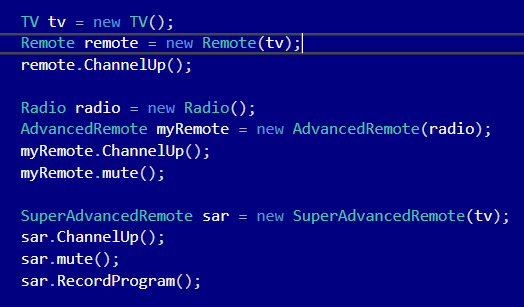 TV tv = new TV();
Remote remote = new Remote(tv);
remote.ChannelUp();

Radio radio = new Radio();
AdvancedRemote myRemote = new AdvancedRemote(radio);
myRemote.ChannelUp();
myRemote.mute();

SuperAdvancedRemote sar = new SuperAdvancedRemote(tv);
sar.ChannelUp();
sar.mute();
sar.RecordProgram();